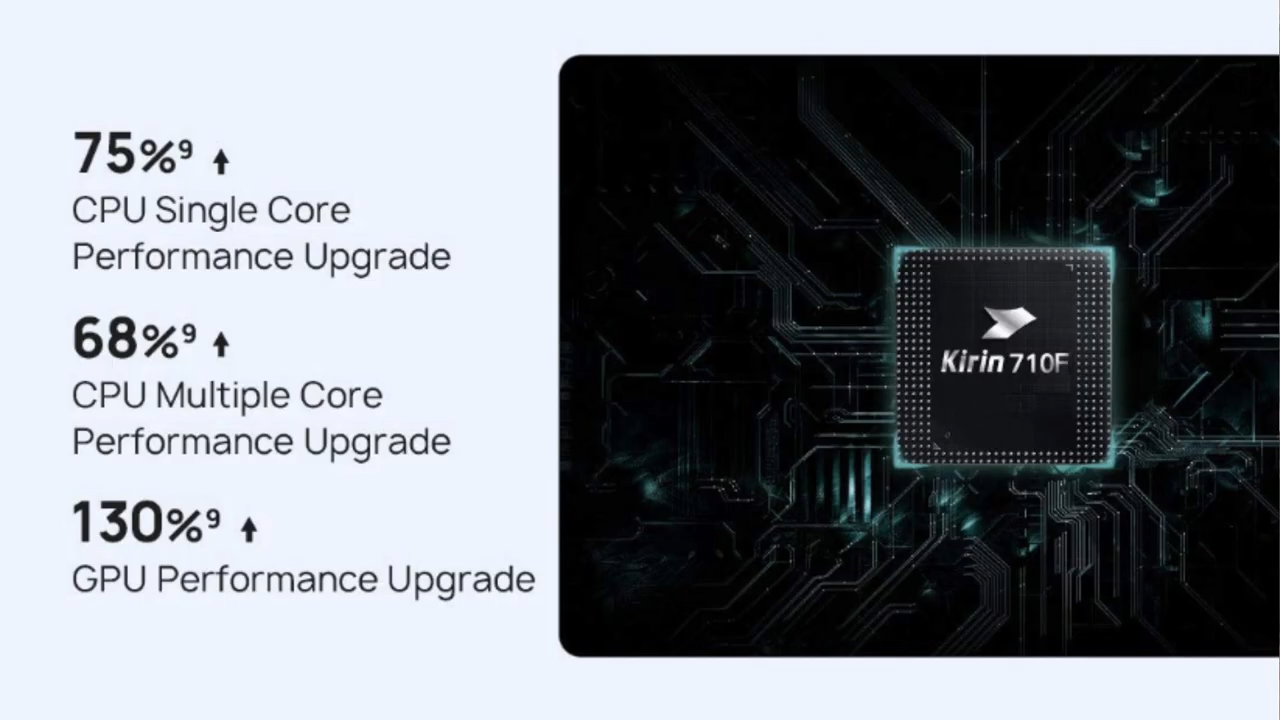 75%⁹ ↑
CPU Single Core
Performance Upgrade
68%⁹ ↑
CPU Multiple Core
Performance Upgrade
130%⁹ ↑
GPU Performance Upgrade
Kirin 710F